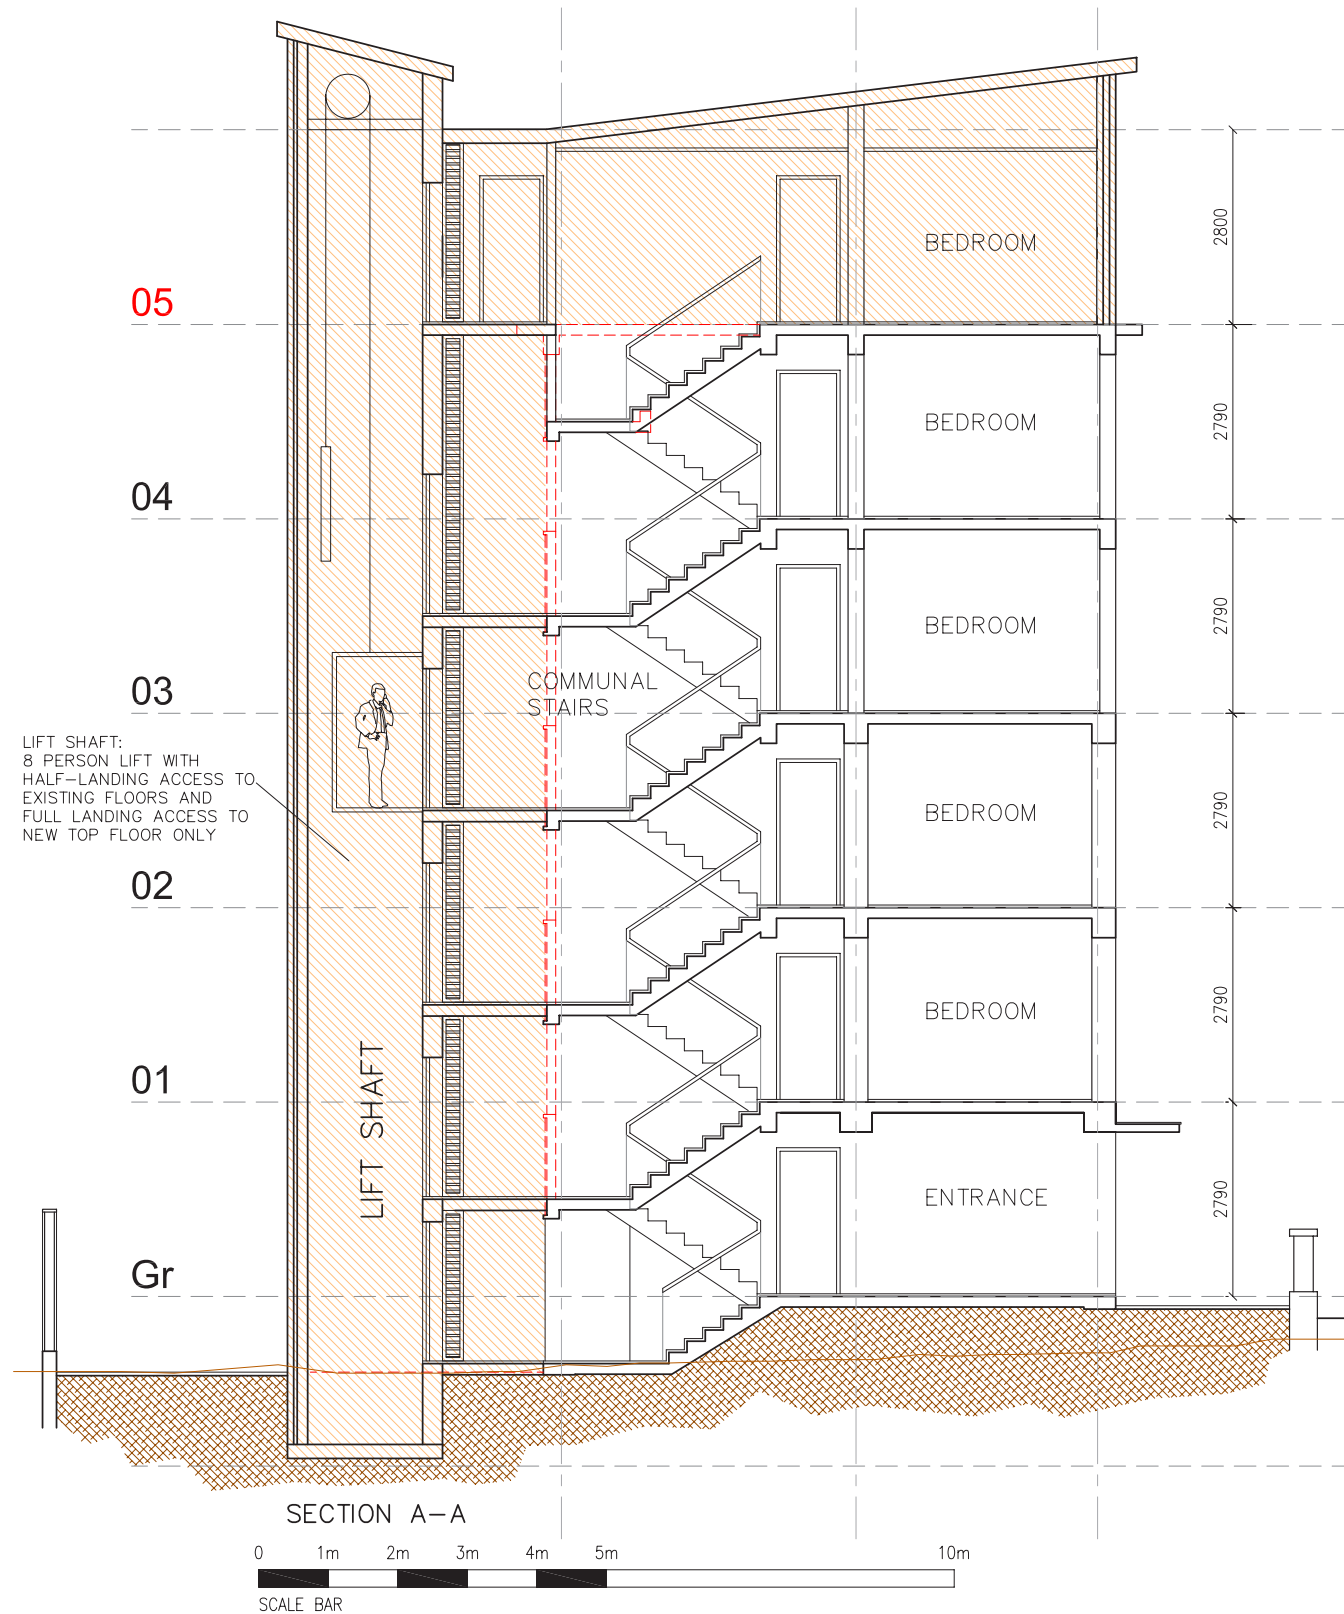 2800
BEDROOM
05
2790
BEDROOM
04
2790
BEDROOM
COMMUNAL
STAIRS
03
LIFT SHAFT:
8 PERSON LIFT WITH
HALF-LANDING ACCESS TO
EXISTING FLOORS AND
FULL LANDING ACCESS TO
NEW TOP FLOOR ONLY
2790
BEDROOM
02
2790
BEDROOM
01
LIFT SHAFT
2790
ENTRANCE
Gr
SECTION A-A
0 1m 2m 3m 4m 5m 10m
SCALE BAR